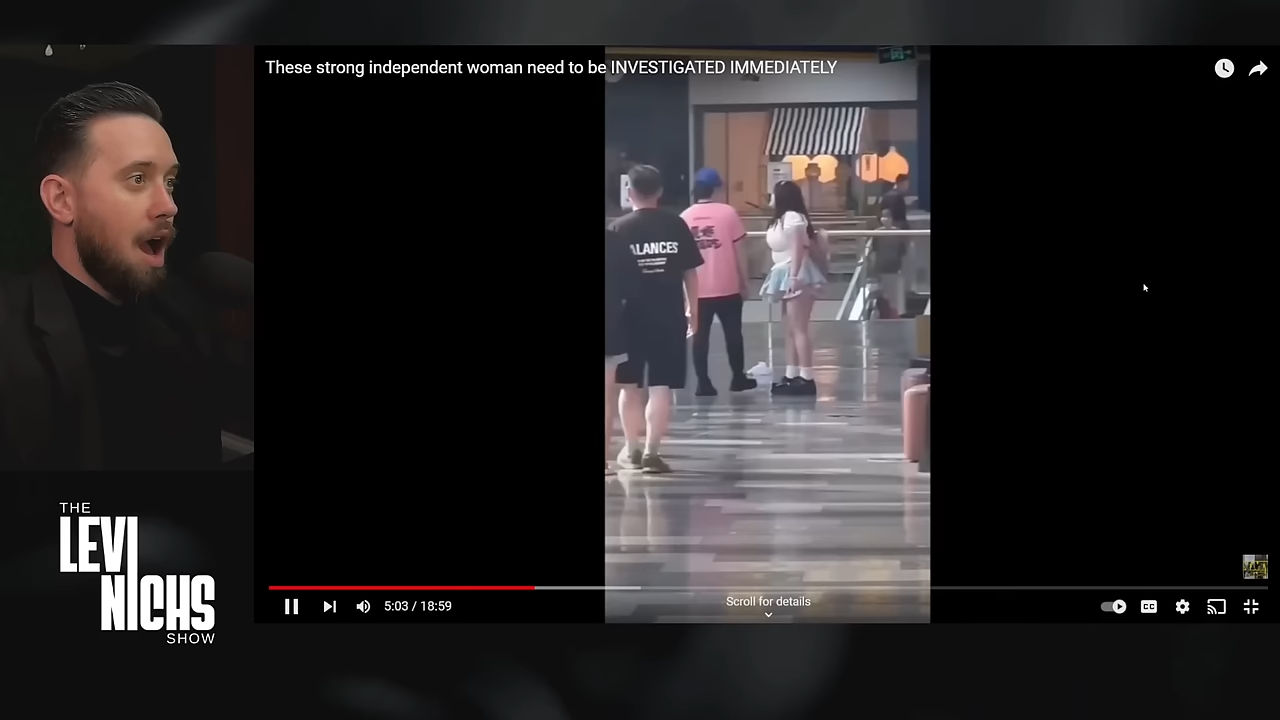 These strong independent woman need to be INVESTIGATED IMMEDIATELY
ALANCES
THE
LEVI
NICHS
SHOW
5:03 / 18:59
Scroll for details
CC